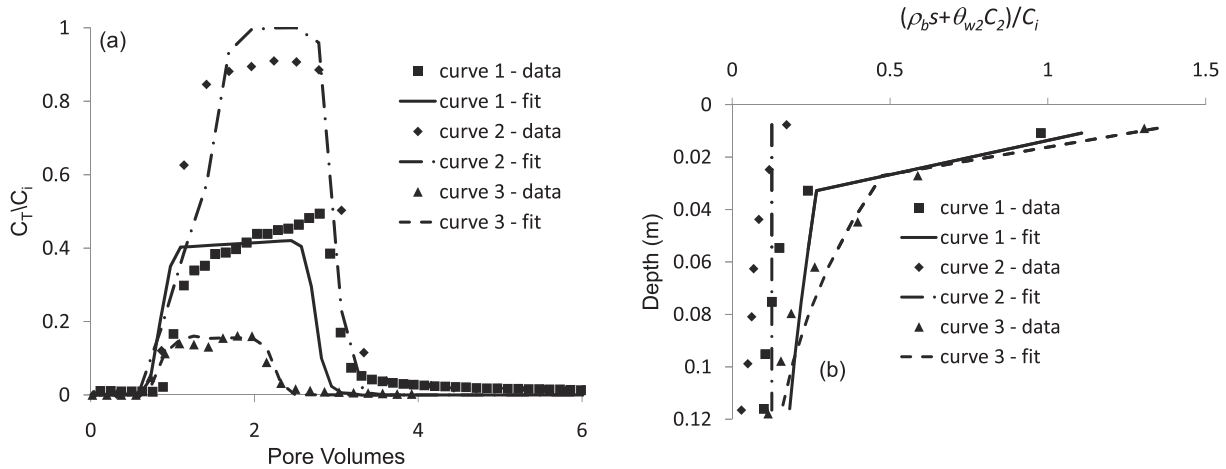 (a)
1
0.8
0.6
0.4
0.2
0
0
2
4
6
C_T\C_i
Pore Volumes
curve 1 - data
curve 1 - fit
curve 2 - data
curve 2 - fit
curve 3 - data
curve 3 - fit
(ρ_b s+θ_w2 C_2)/C_i
0
0.5
1
1.5
0
0.02
0.04
0.06
0.08
0.1
0.12
Depth (m)
curve 1 - data
curve 1 - fit
curve 2 - data
curve 2 - fit
curve 3 - data
curve 3 - fit
(b)